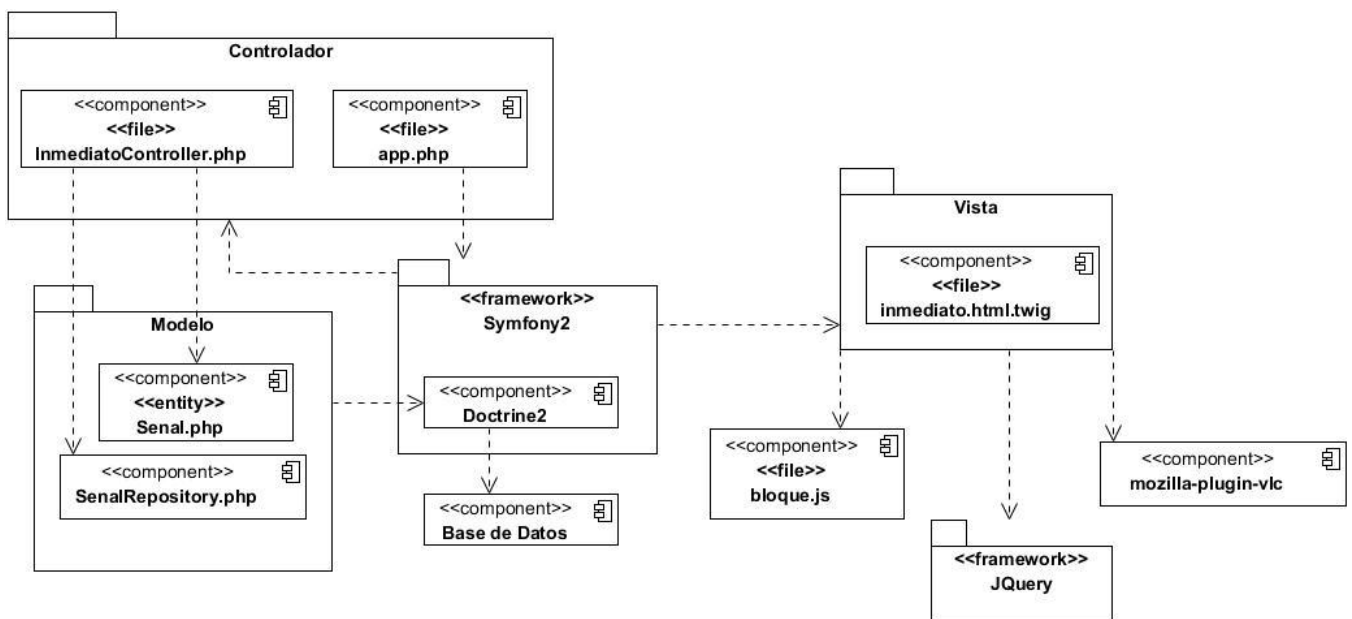 Controlador
<<component>>
<<file>>
InmediatoController.php
<<component>>
<<file>>
app.php
Modelo
<<component>>
<<entity>>
Senal.php
<<component>>
SenalRepository.php
<<framework>>
Symfony2
<<component>>
Doctrine2
<<component>>
Base de Datos
Vista
<<component>>
<<file>>
inmediato.html.twig
<<component>>
<<file>>
bloque.js
<<framework>>
JQuery
<<component>>
mozilla-plugin-vlc